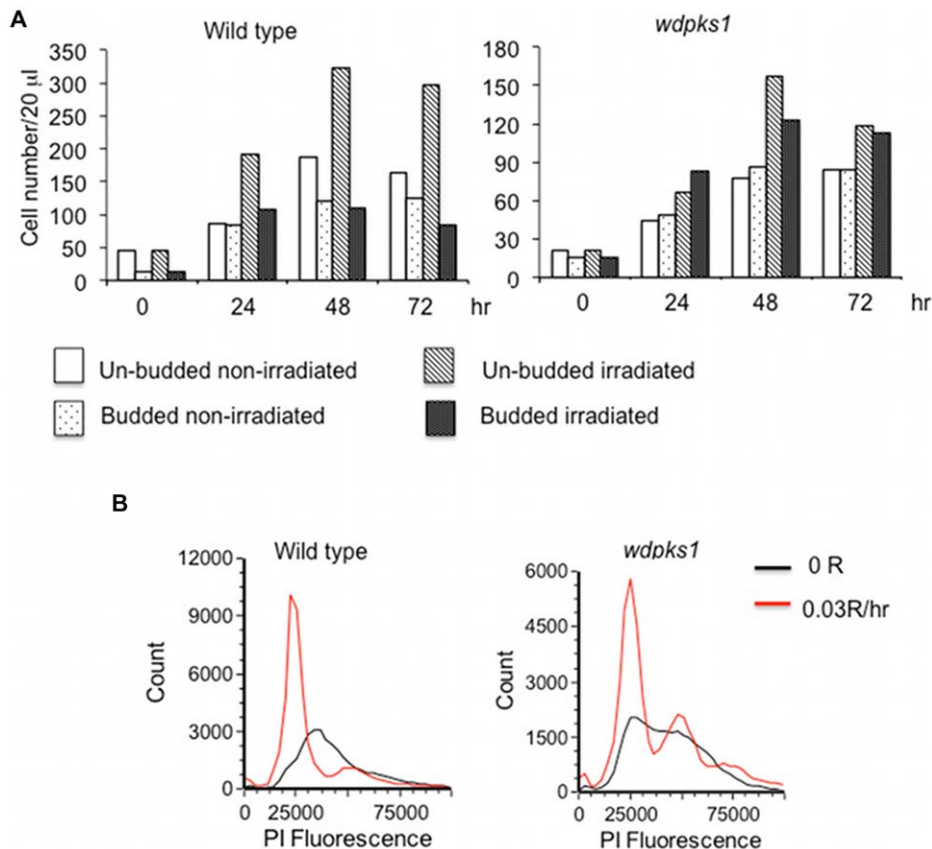 A
Wild type
wdpks1
Cell number/20 µl
350
300
250
200
150
100
50
0
0 24 48 72 hr
180
150
120
90
60
30
0
0 24 48 72 hr
Un-budded non-irradiated
Un-budded irradiated
Budded non-irradiated
Budded irradiated
B
Wild type
wdpks1
Count
12000
9000
6000
3000
0
25000 75000
PI Fluorescence
Count
6000
4500
3000
1500
0
0 25000 75000
PI Fluorescence
0 R
0.03R/hr